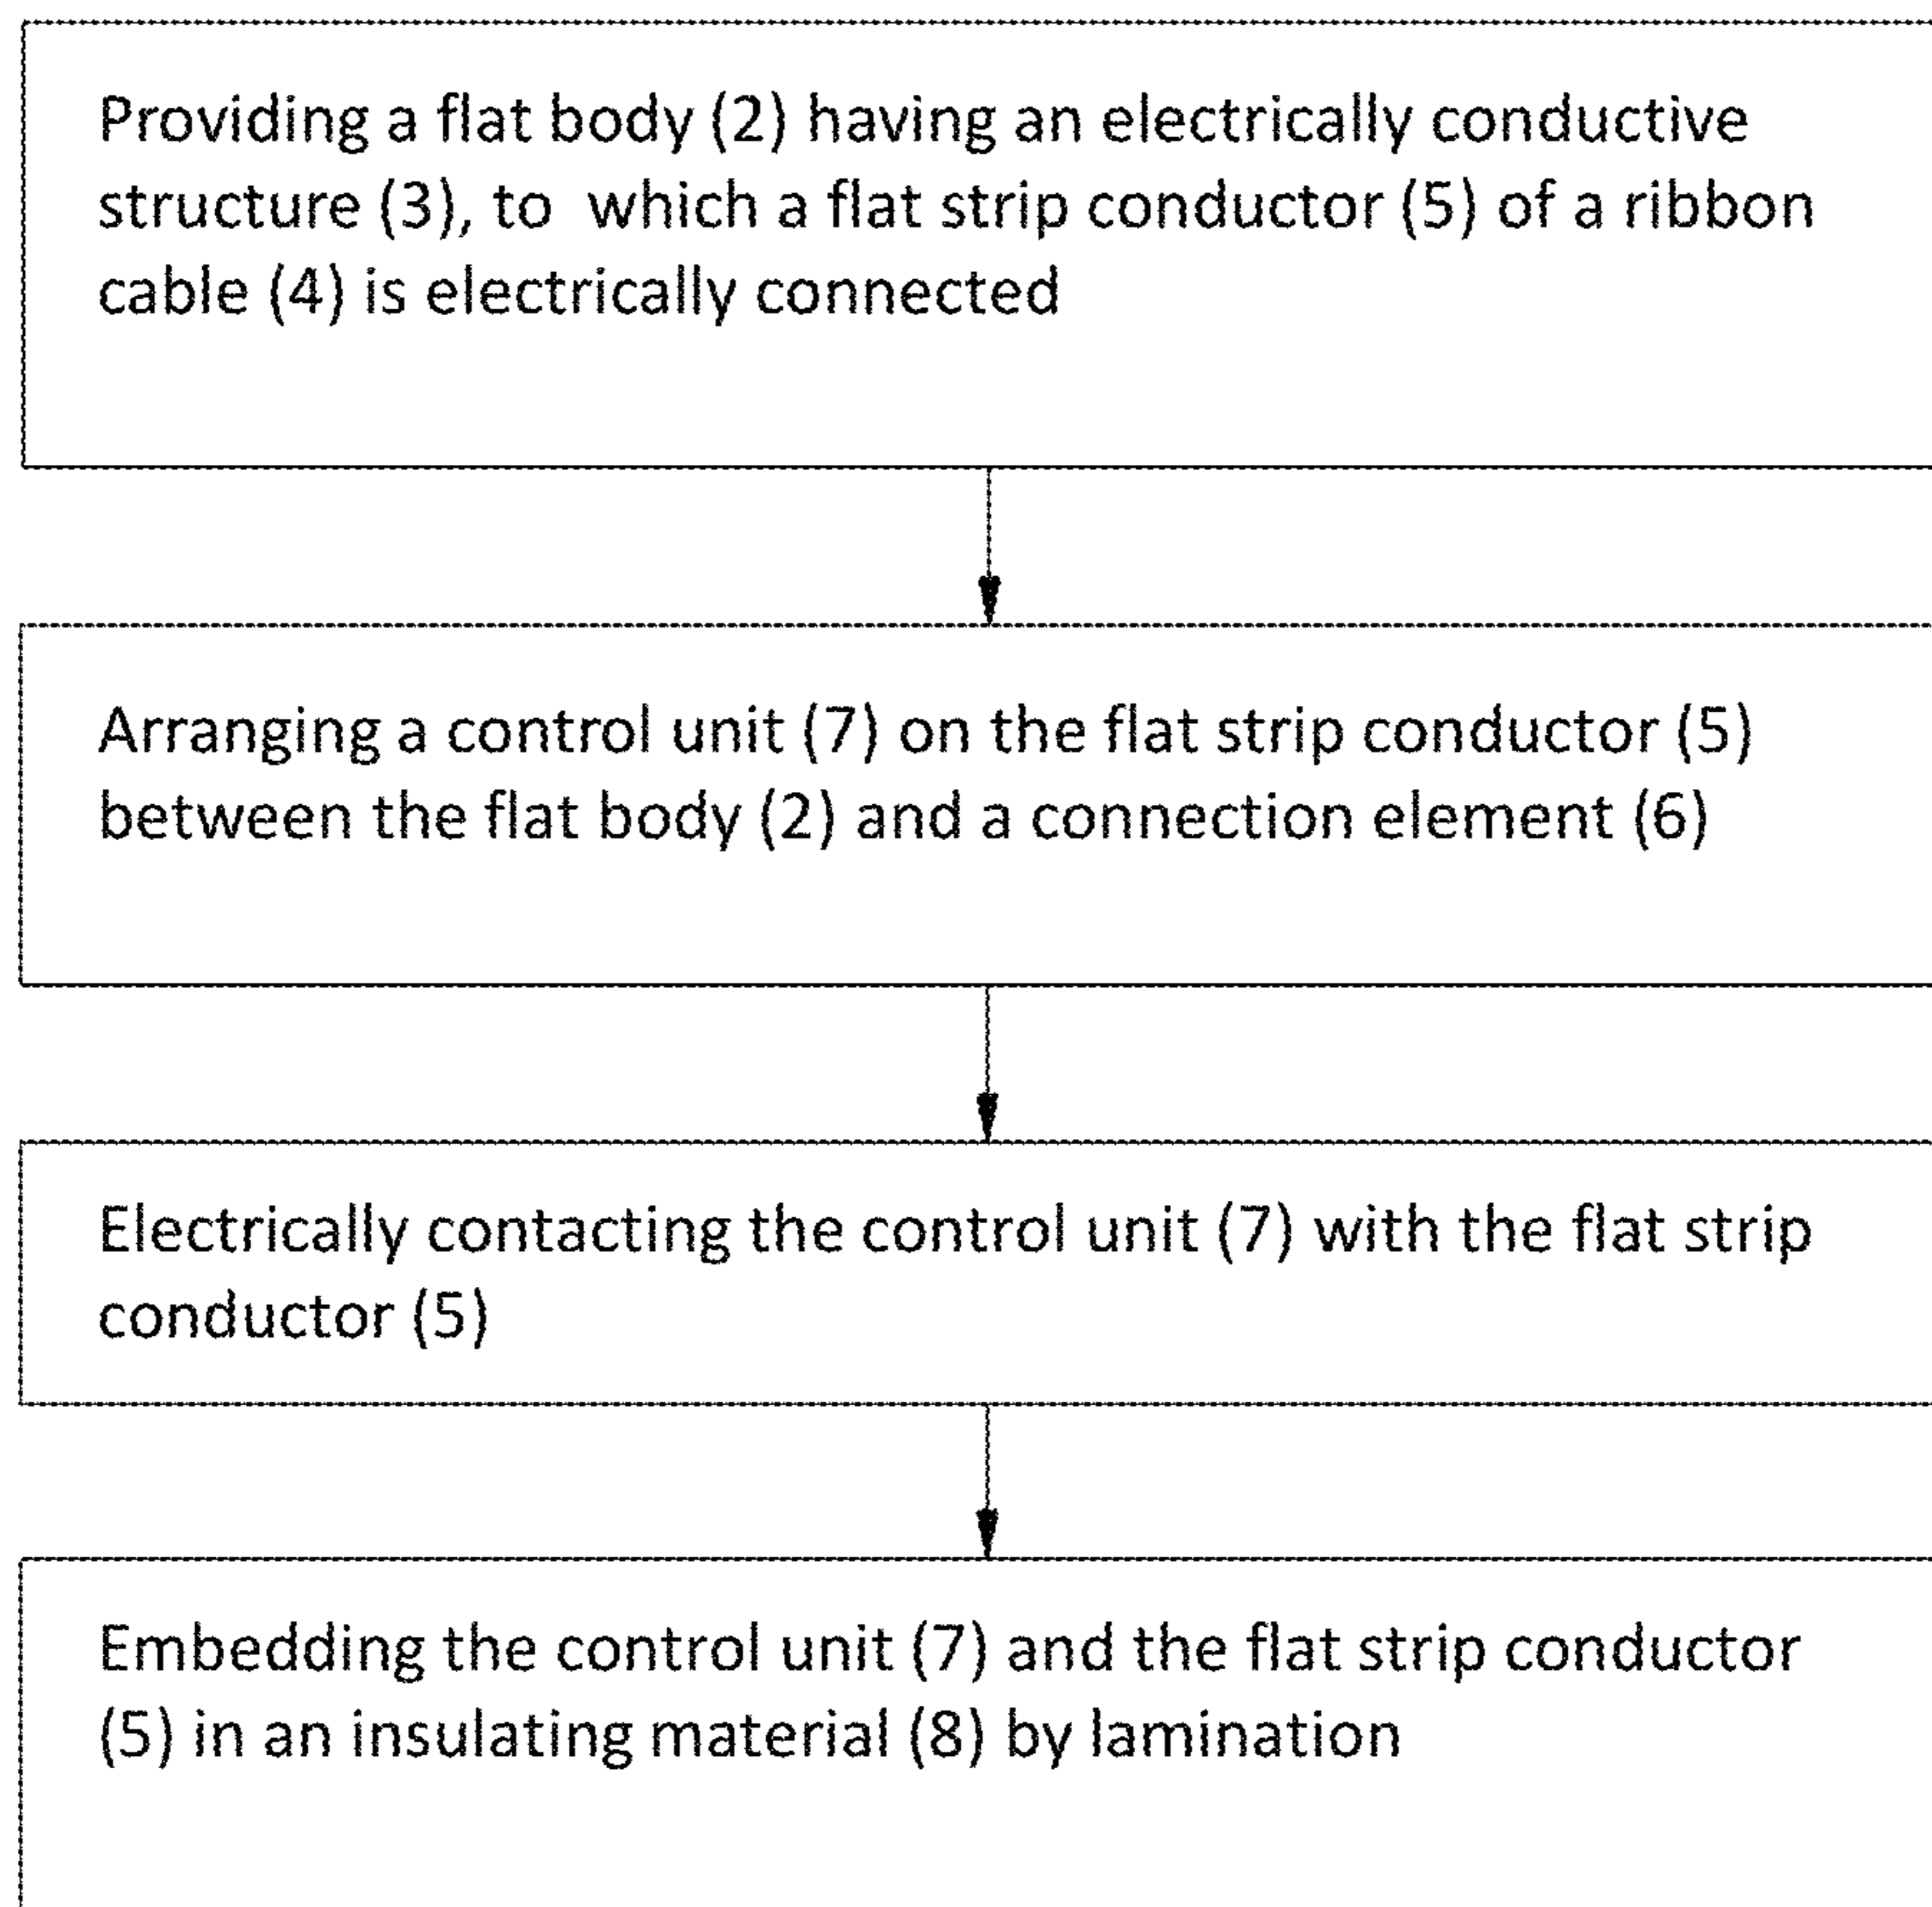 Providing a flat body (2) having an electrically conductive
structure (3), to which a flat strip conductor (5) of a ribbon
cable (4) is electrically connected
Arranging a control unit (7) on the flat strip conductor (5)
between the flat body (2) and a connection element (6)
Electrically contacting the control unit (7) with the flat strip
conductor (5)
Embedding the control unit (7) and the flat strip conductor
(5) in an insulating material (8) by lamination